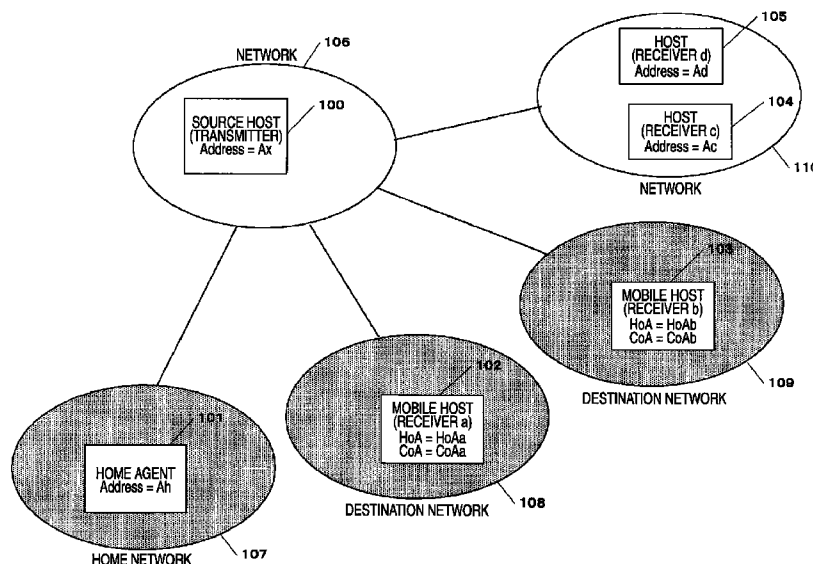 106
NETWORK
100
SOURCE HOST
(TRANSMITTER)
Address = Ax
105
HOST
(RECEIVER d)
Address = Ad
104
HOST
(RECEIVER c)
Address = Ac
110
NETWORK
103
MOBILE HOST
(RECEIVER b)
HoA = HoAb
CoA = CoAb
109
DESTINATION NETWORK
102
MOBILE HOST
(RECEIVER a)
HoA = HoAa
CoA = CoAa
108
DESTINATION NETWORK
101
HOME AGENT
Address = Ah
107
HOME NETWORK